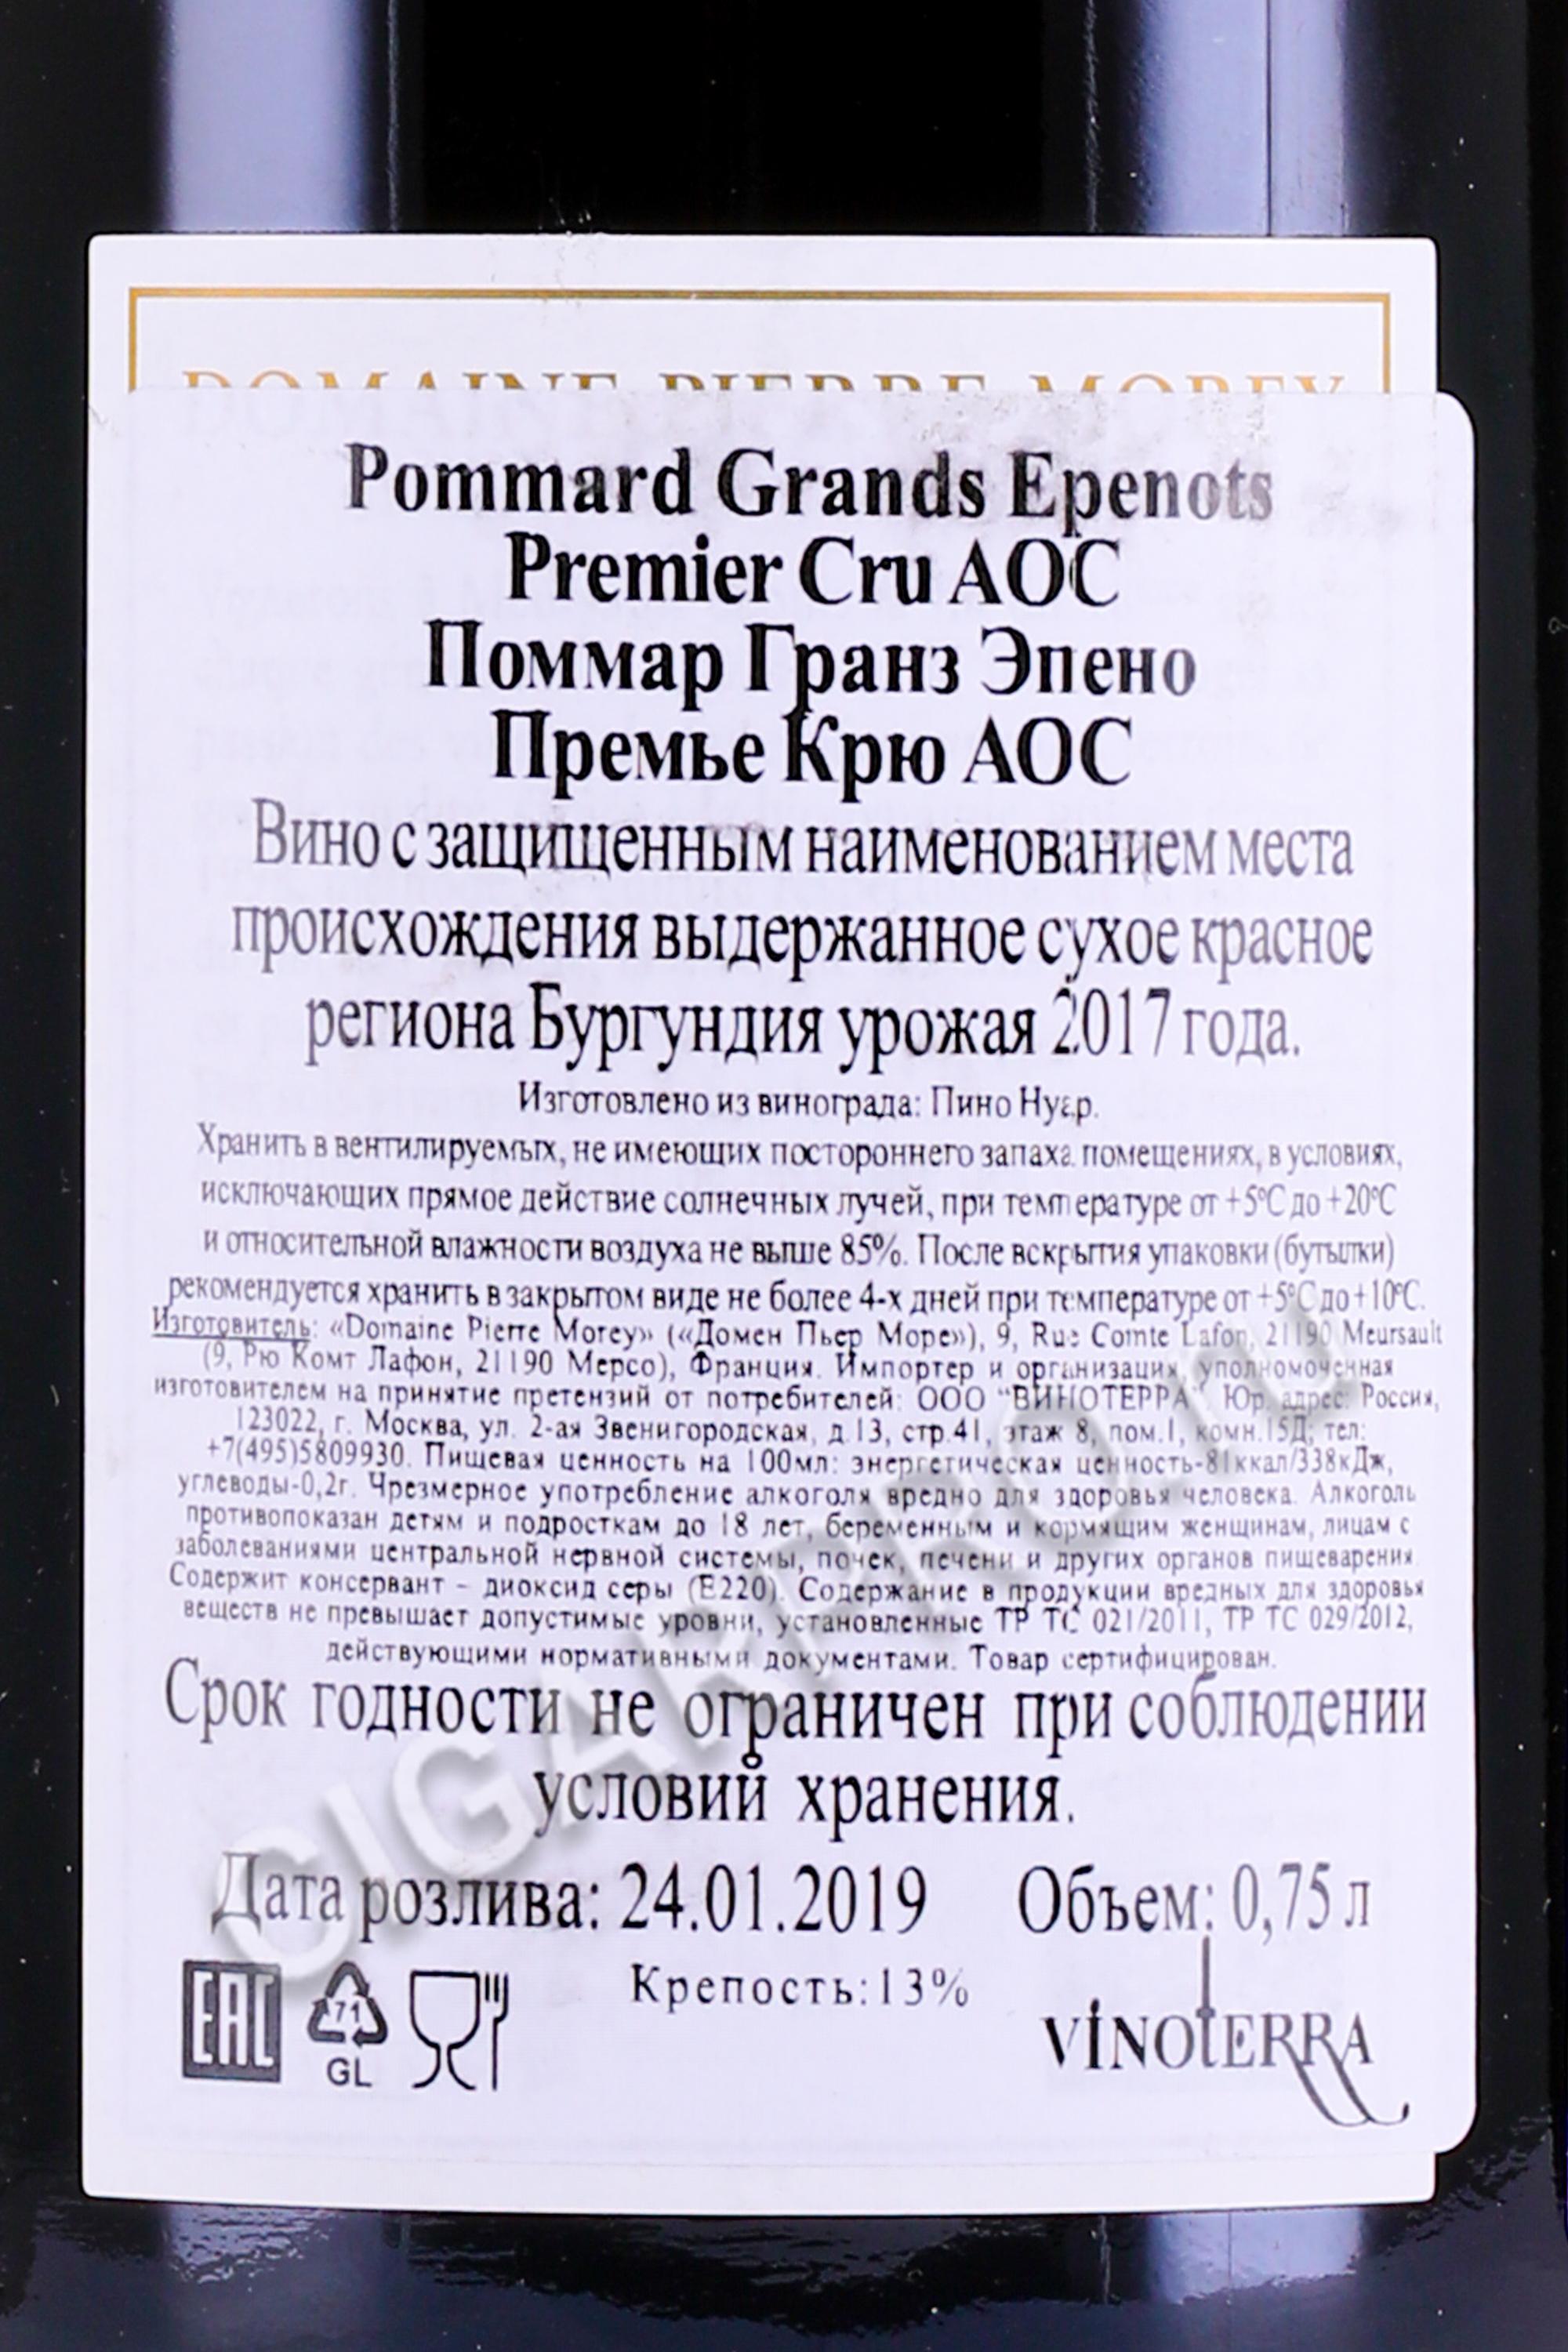 DOMAINE PIERRE MOREY
Pommard Grands Epenots
Premier Cru AOC
Поммар Гранз Эпено
Премье Крю АОС
Вино с защищенным наименованием места
происхождения выдержанное сухое красное
региона Бургундия урожая 2017 года.
Изготовлено из винограда: Пино Нуар.
Хранить в вентилируемых, не имеющих постороннего запаха помещениях, в условиях,
исключающих прямое действие солнечных лучей, при температуре от +5°C до +20°C
и относительной влажности воздуха не выше 85%. После вскрытия упаковки (бутылки)
рекомендуется хранить в закрытом виде не более 4-х дней при температуре от +5°C до +10°C.
Изготовитель: «Domaine Pierre Morey» («Домен Пьер Море»), 9, Rue Comte Lafon, 21190 Meursault
(9, Рю Комт Лафон, 21190 Мерсо), Франция. Импортер и организация, уполномоченная
изготовителем на принятие претензий от потребителей: ООО "ВИНОТЕРРА". Юр. адрес: Россия,
123022, г. Москва, ул. 2-ая Звенигородская, д.13, стр.41, этаж 8, пом.I, комн.15Д; тел:
+7(495)5809930. Пищевая ценность на 100мл: энергетическая ценность-81ккал/338кДж,
углеводы-0,2г. Чрезмерное употребление алкоголя вредно для здоровья человека. Алкоголь
противопоказан детям и подросткам до 18 лет, беременным и кормящим женщинам, лицам с
заболеваниями центральной нервной системы, почек, печени и других органов пищеварения.
Содержит консервант – диоксид серы (Е220). Содержание в продукции вредных для здоровья
веществ не превышает допустимые уровни, установленные ТР ТС 021/2011, ТР ТС 029/2012,
действующими нормативными документами. Товар сертифицирован.
Срок годности не ограничен при соблюдении
условий хранения.
Дата розлива: 24.01.2019 Объем: 0,75 л
Крепость:13%
EAC 71 GL VINOTERRA
CIGARPRO.ru